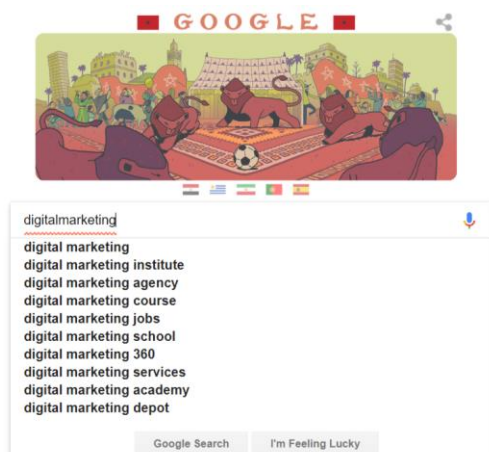 GOOGLE
digitalmarketing
digital marketing
digital marketing institute
digital marketing agency
digital marketing course
digital marketing jobs
digital marketing school
digital marketing 360
digital marketing services
digital marketing academy
digital marketing depot
Google Search I'm Feeling Lucky